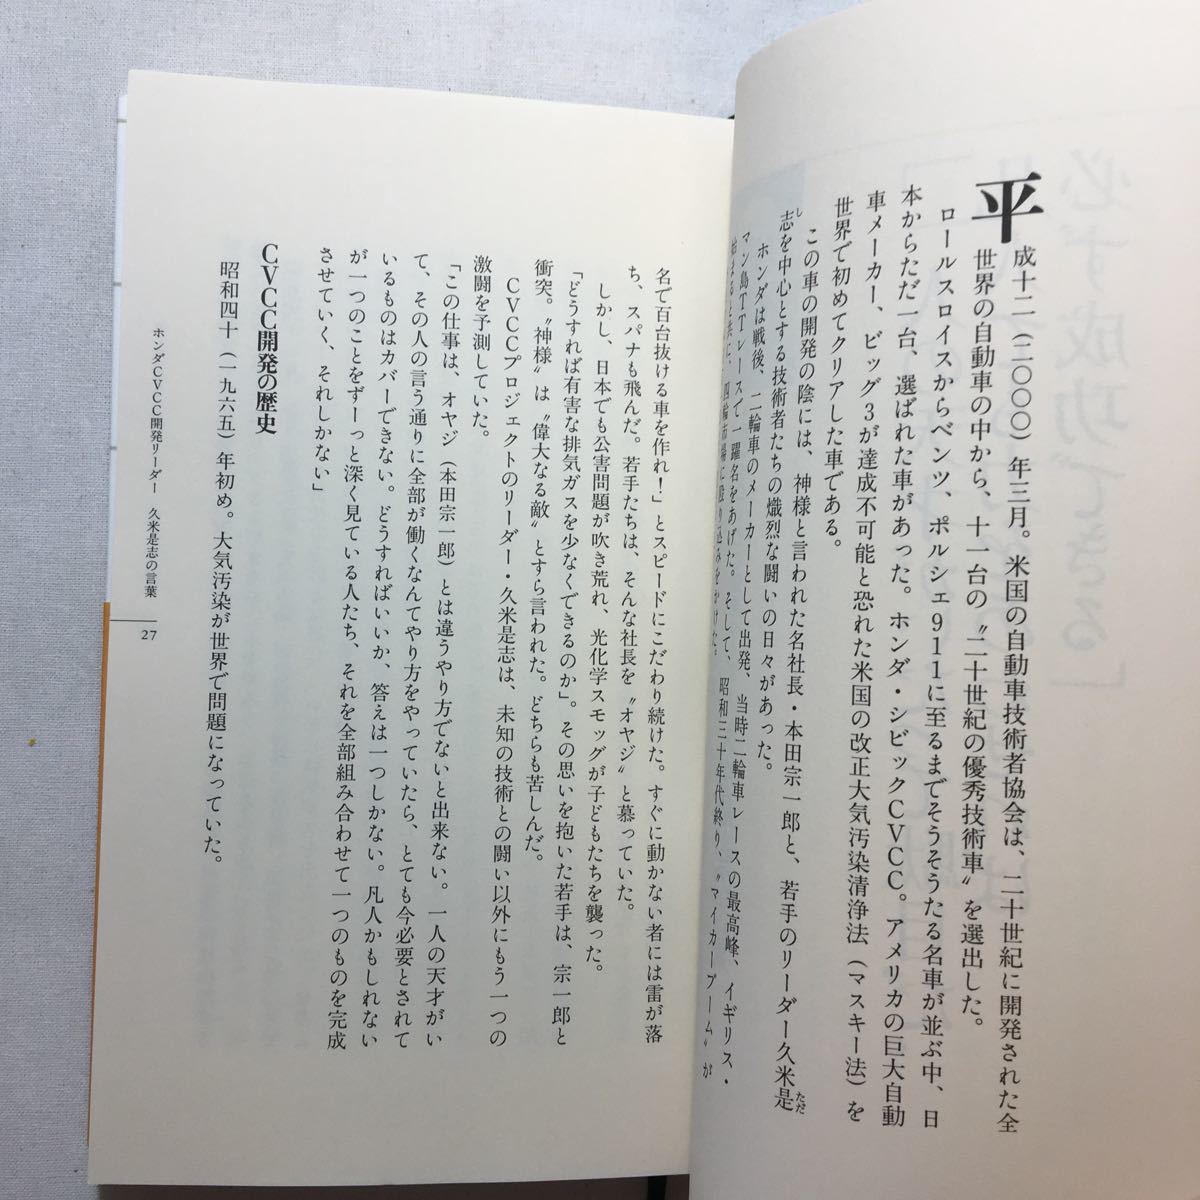 平成十二(二〇〇〇)年三月。米国の自動車技術者協会は、二十世紀に開発された全
世界の自動車の中から、十一台の〝二十世紀の優秀技術車〟を選出した。
ロールスロイスからベンツ、ポルシェ911に至るまでそうそうたる名車が並ぶ中、日
本からただ一台、選ばれた車があった。ホンダ・シビックCVCC。アメリカの巨大自動
車メーカー、ビッグ3が達成不可能と恐れた米国の改正大気汚染清浄法(マスキー法)を
世界で初めてクリアした車である。
この車の開発の陰には、神様と言われた名社長・本田宗一郎と、若手のリーダー久米是
ただ
志を中心とする技術者たちの熾烈な闘いの日々があった。
し
ホンダは戦後、二輪車のメーカーとして出発、当時二輪車レースの最高峰、イギリス・
マン島TTレースで一躍名をあげた。そして、昭和三十年代終り、〝マイカーブーム〟が
始まると共に、四輪市場に殴り込みをかけた。
名で百台抜ける車を作れ!」とスピードにこだわり続けた。すぐに動かない者には雷が落
ち、スパナも飛んだ。若手たちは、そんな社長を〝オヤジ〟と慕っていた。
しかし、日本でも公害問題が吹き荒れ、光化学スモッグが子どもたちを襲った。
「どうすれば有害な排気ガスを少なくできるのか」。その思いを抱いた若手は、宗一郎と
衝突。〝神様〟は〝偉大なる敵〟とすら言われた。どちらも苦しんだ。
CVCCプロジェクトのリーダー・久米是志は、未知の技術との闘い以外にもう一つの
激闘を予測していた。
「この仕事は、オヤジ(本田宗一郎)とは違うやり方でないと出来ない。一人の天才がい
て、その人の言う通りに全部が働くなんてやり方をやっていたら、とても今必要とされて
いるものはカバーできない。どうすればいいか、答えは一つしかない。凡人かもしれない
が一つのことをずーっと深く見ている人たち、それを全部組み合わせて一つのものを完成
させていく、それしかない」
CVCC開発の歴史
昭和四十(一九六五)年初め。大気汚染が世界で問題になっていた。
ホンダCVCC開発リーダー 久米是志の言葉
27